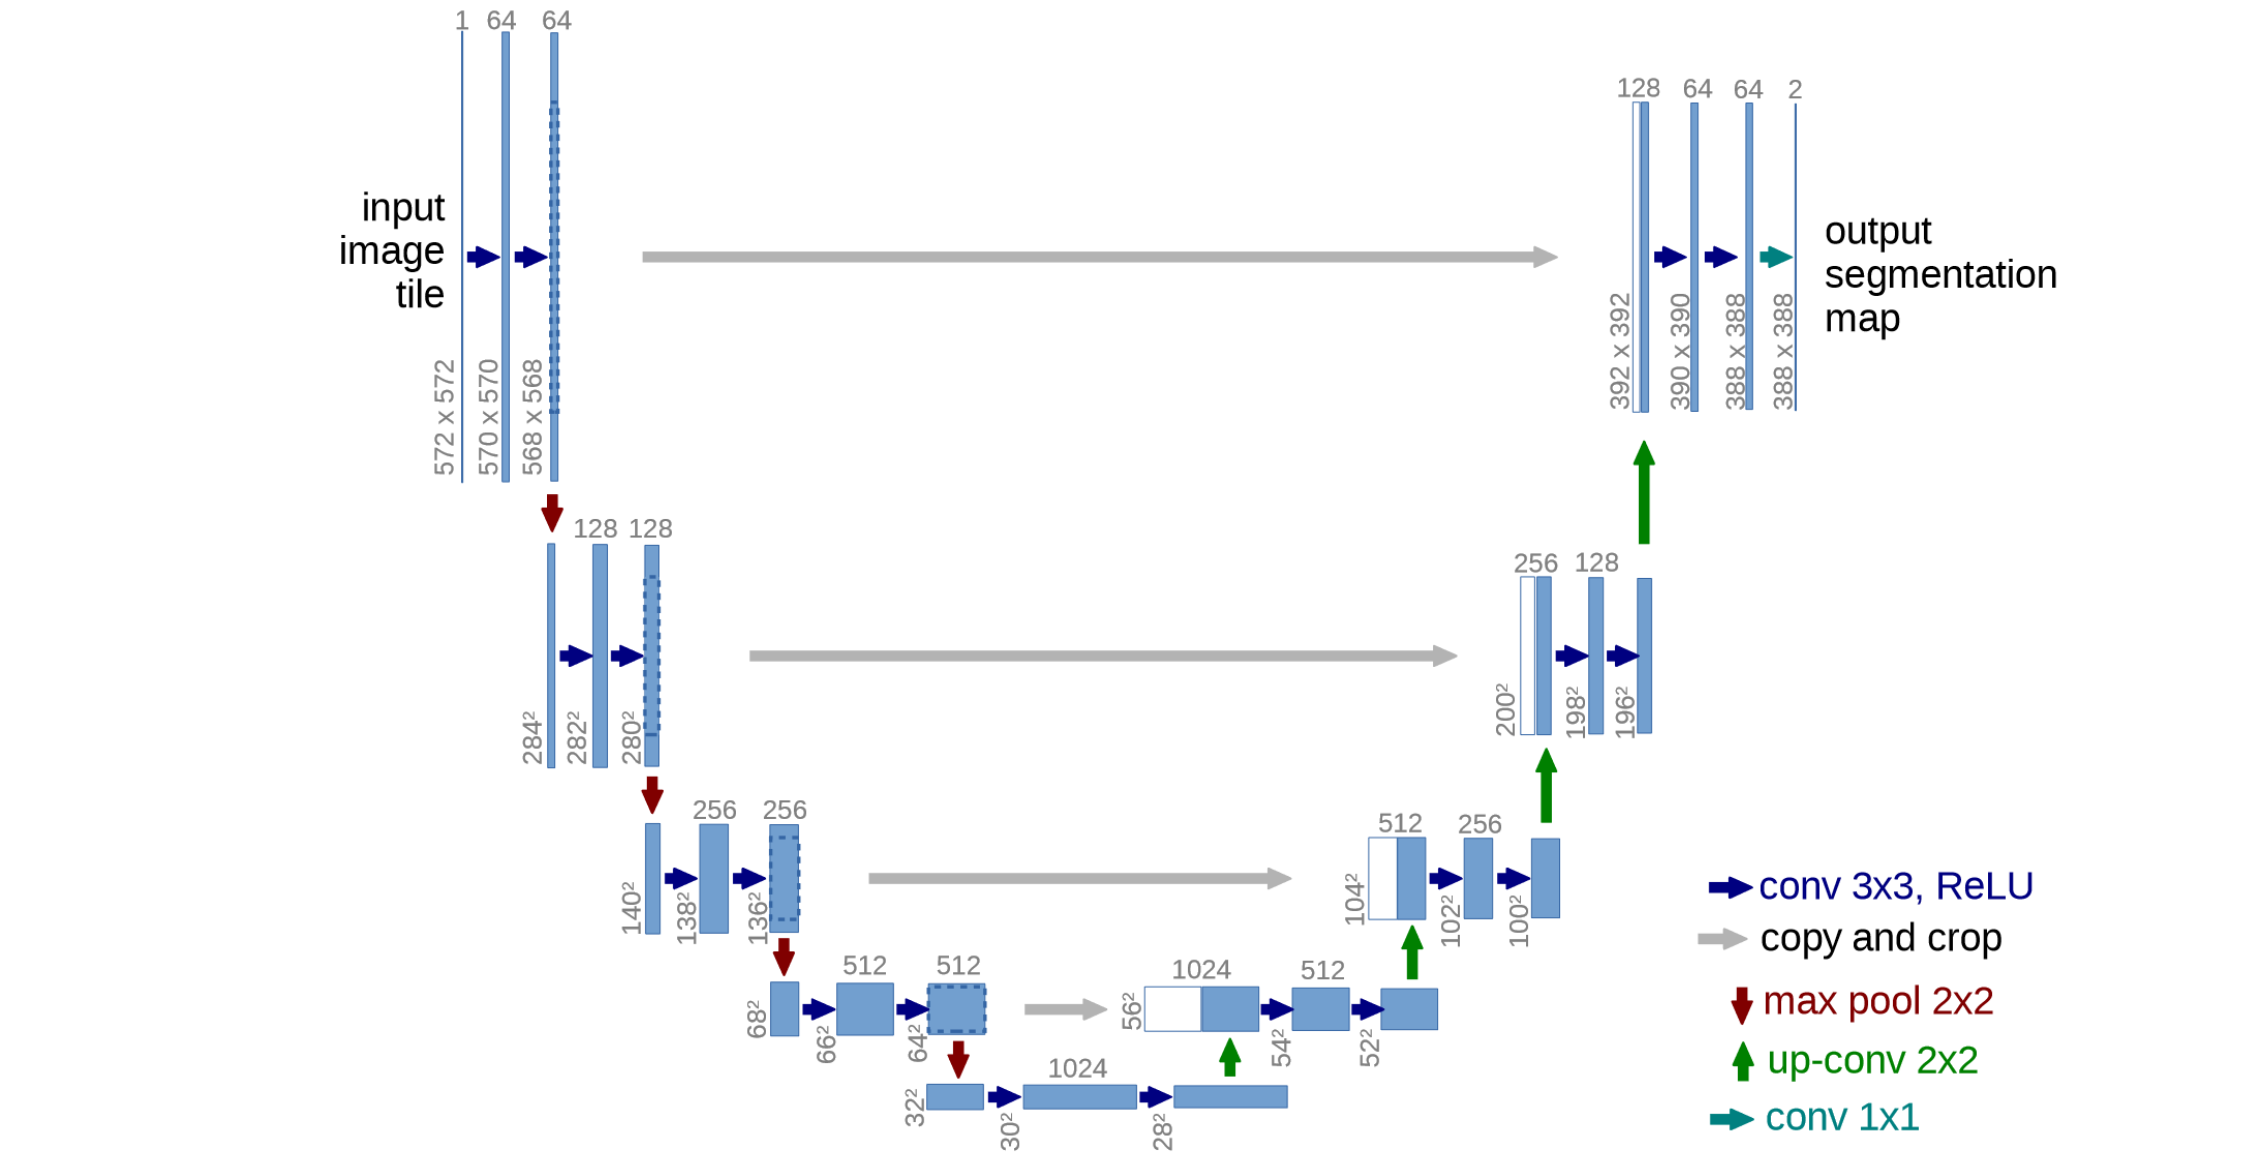 1 64 64
input
image
tile
572 x 572
570 x 570
568 x 568
128 64 64 2
392 x 392
390 x 390
388 x 388
388 x 388
output
segmentation
map
128 128
284²
282²
280²
256 128
200²
198²
196²
256 256
140²
138²
136²
512 256
104²
102²
100²
512 512
68²
66²
64²
1024 512
56²
54²
52²
1024
32²
30²
28²
conv 3x3, ReLU
copy and crop
max pool 2x2
up-conv 2x2
conv 1x1